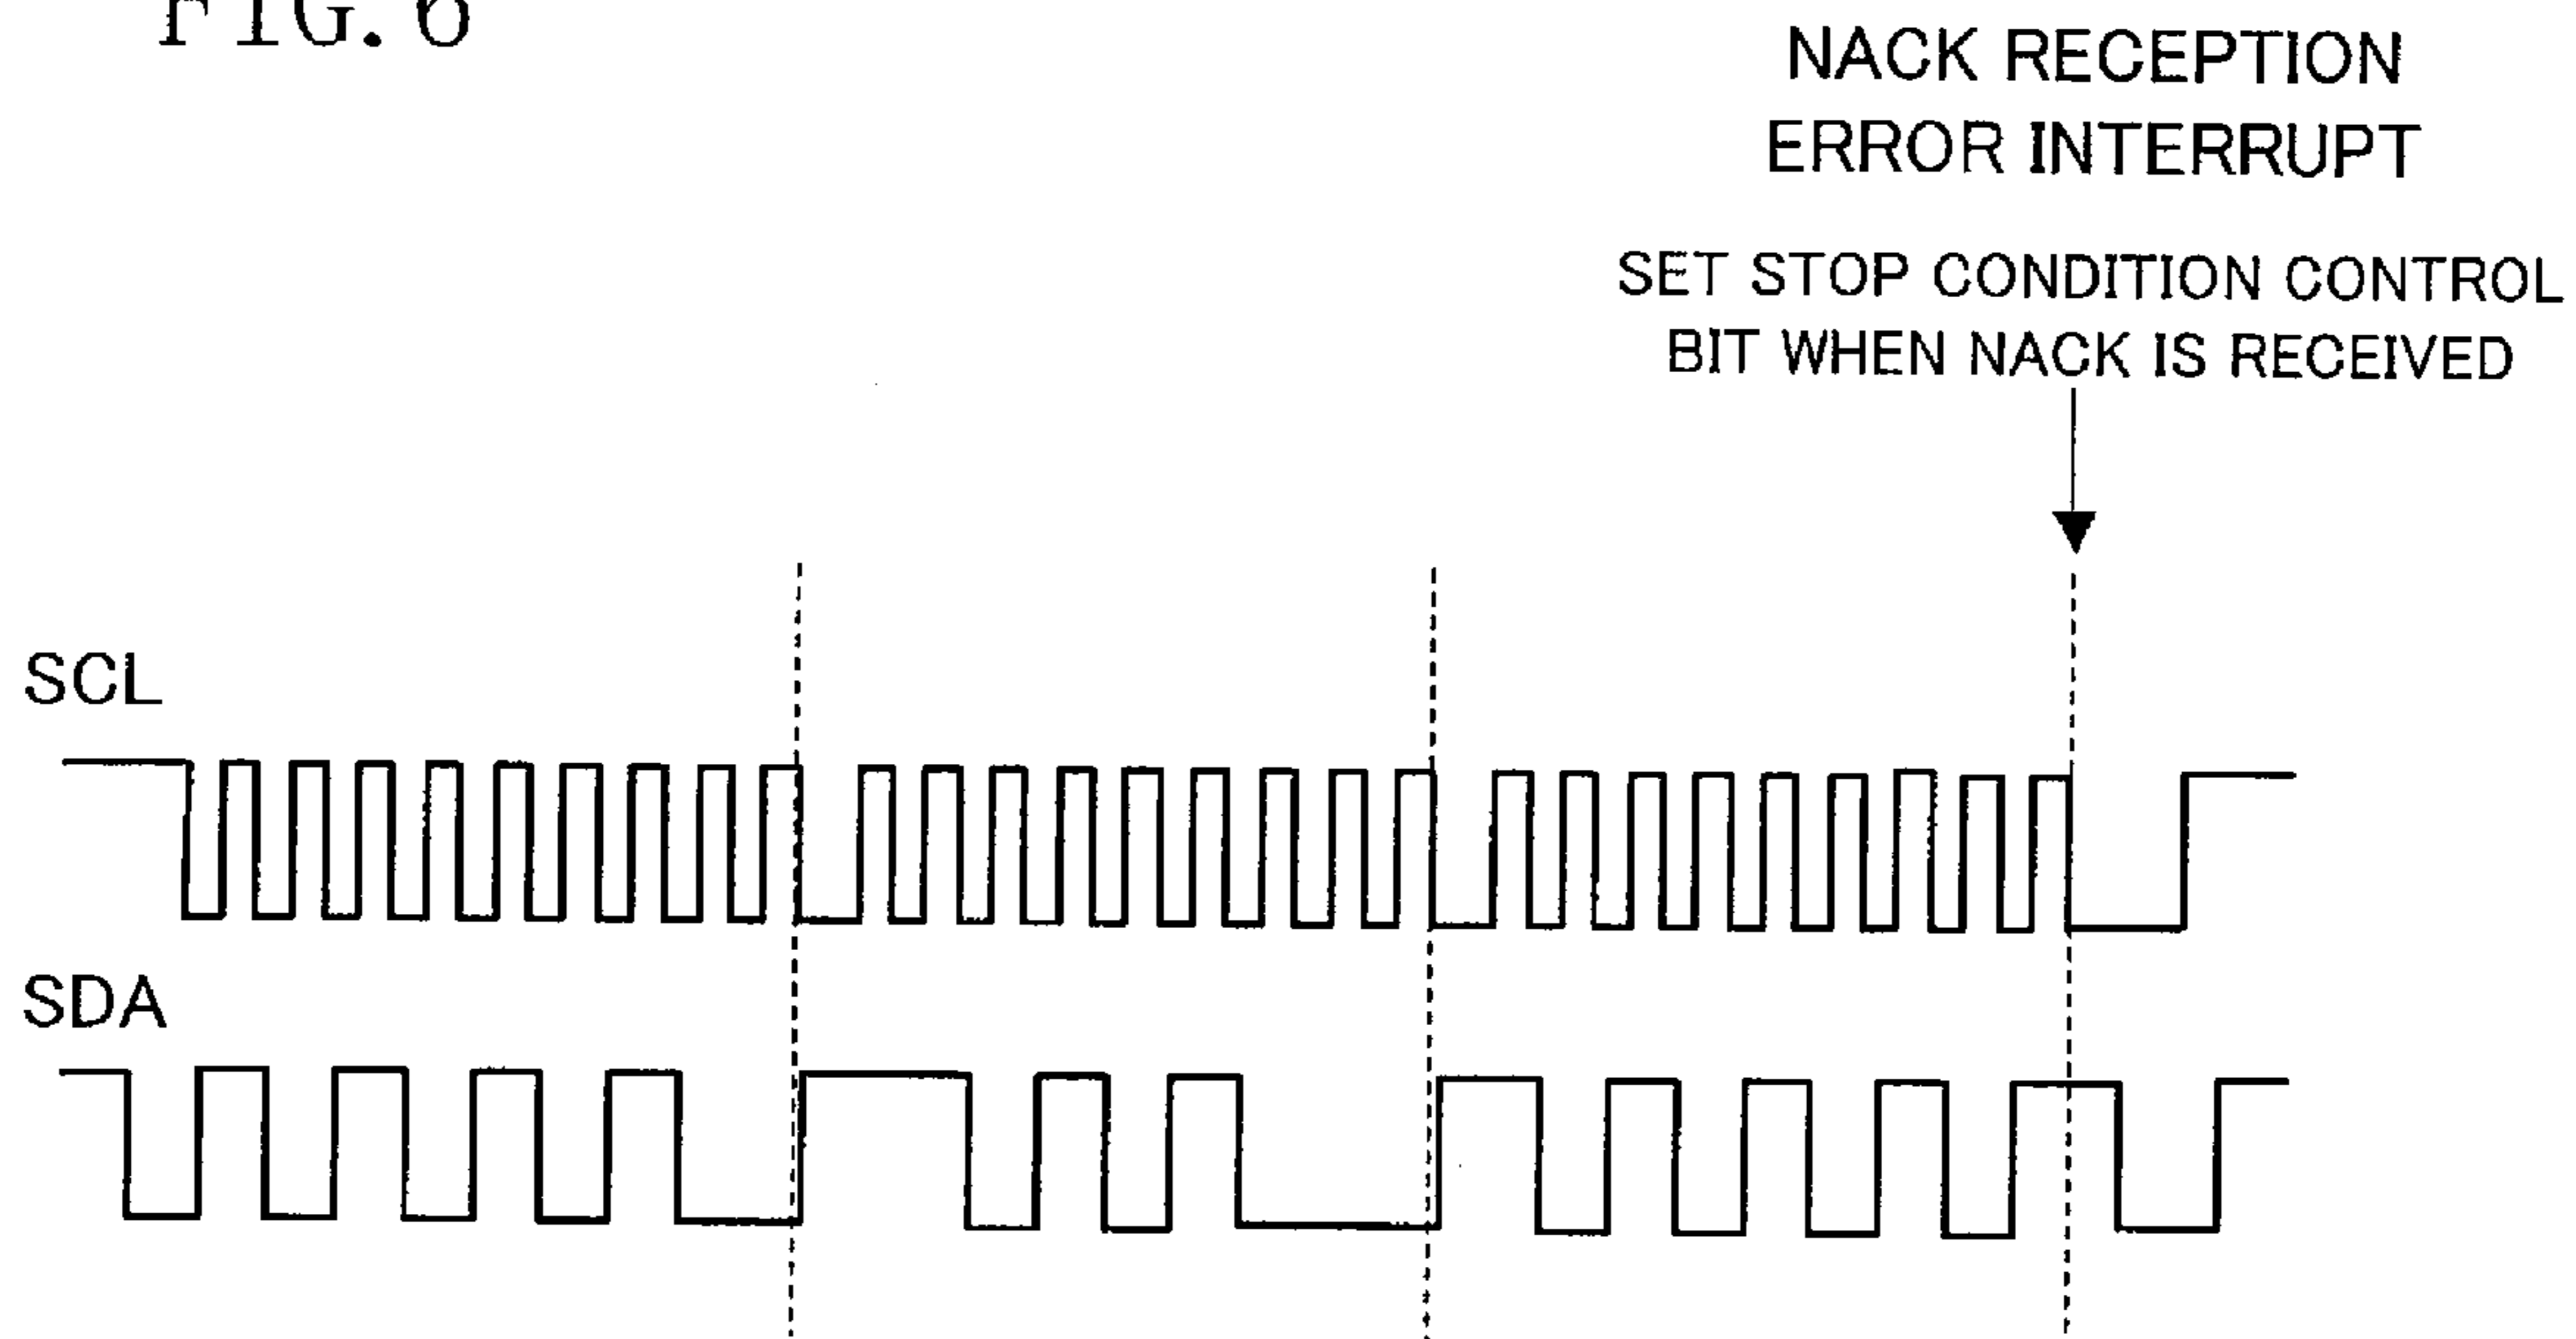 FIG. 6
NACK RECEPTION
ERROR INTERRUPT
SET STOP CONDITION CONTROL
BIT WHEN NACK IS RECEIVED
SCL
SDA